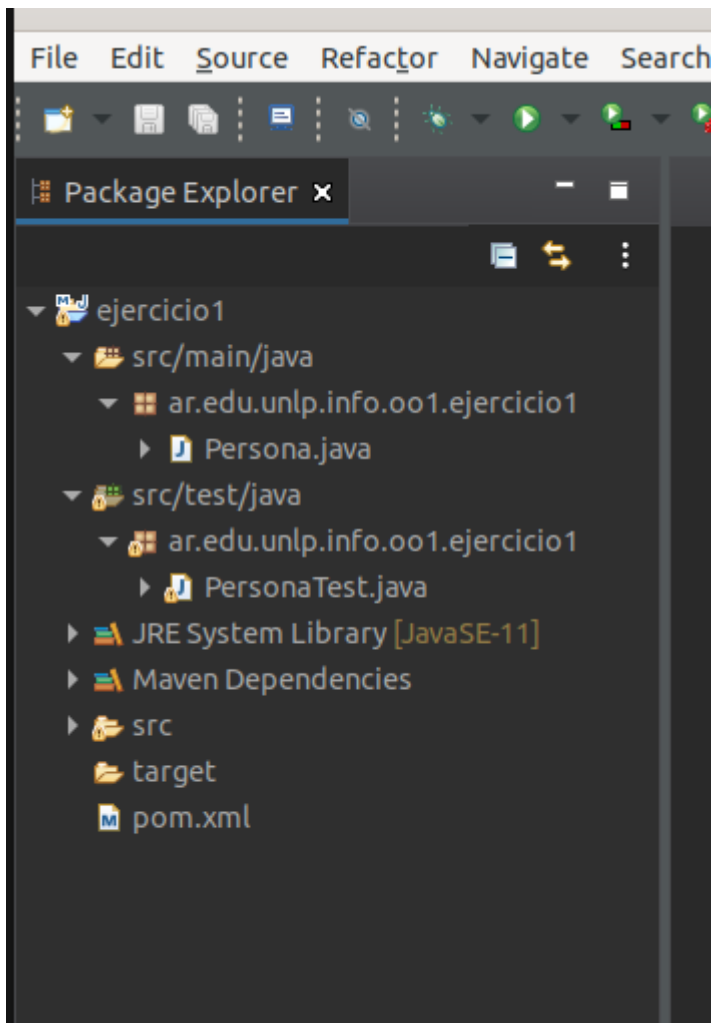 File Edit Source Refactor Navigate Search
Package Explorer
ejercicio1
src/main/java
ar.edu.unlp.info.oo1.ejercicio1
Persona.java
src/test/java
ar.edu.unlp.info.oo1.ejercicio1
PersonaTest.java
JRE System Library [JavaSE-11]
Maven Dependencies
src
target
pom.xml